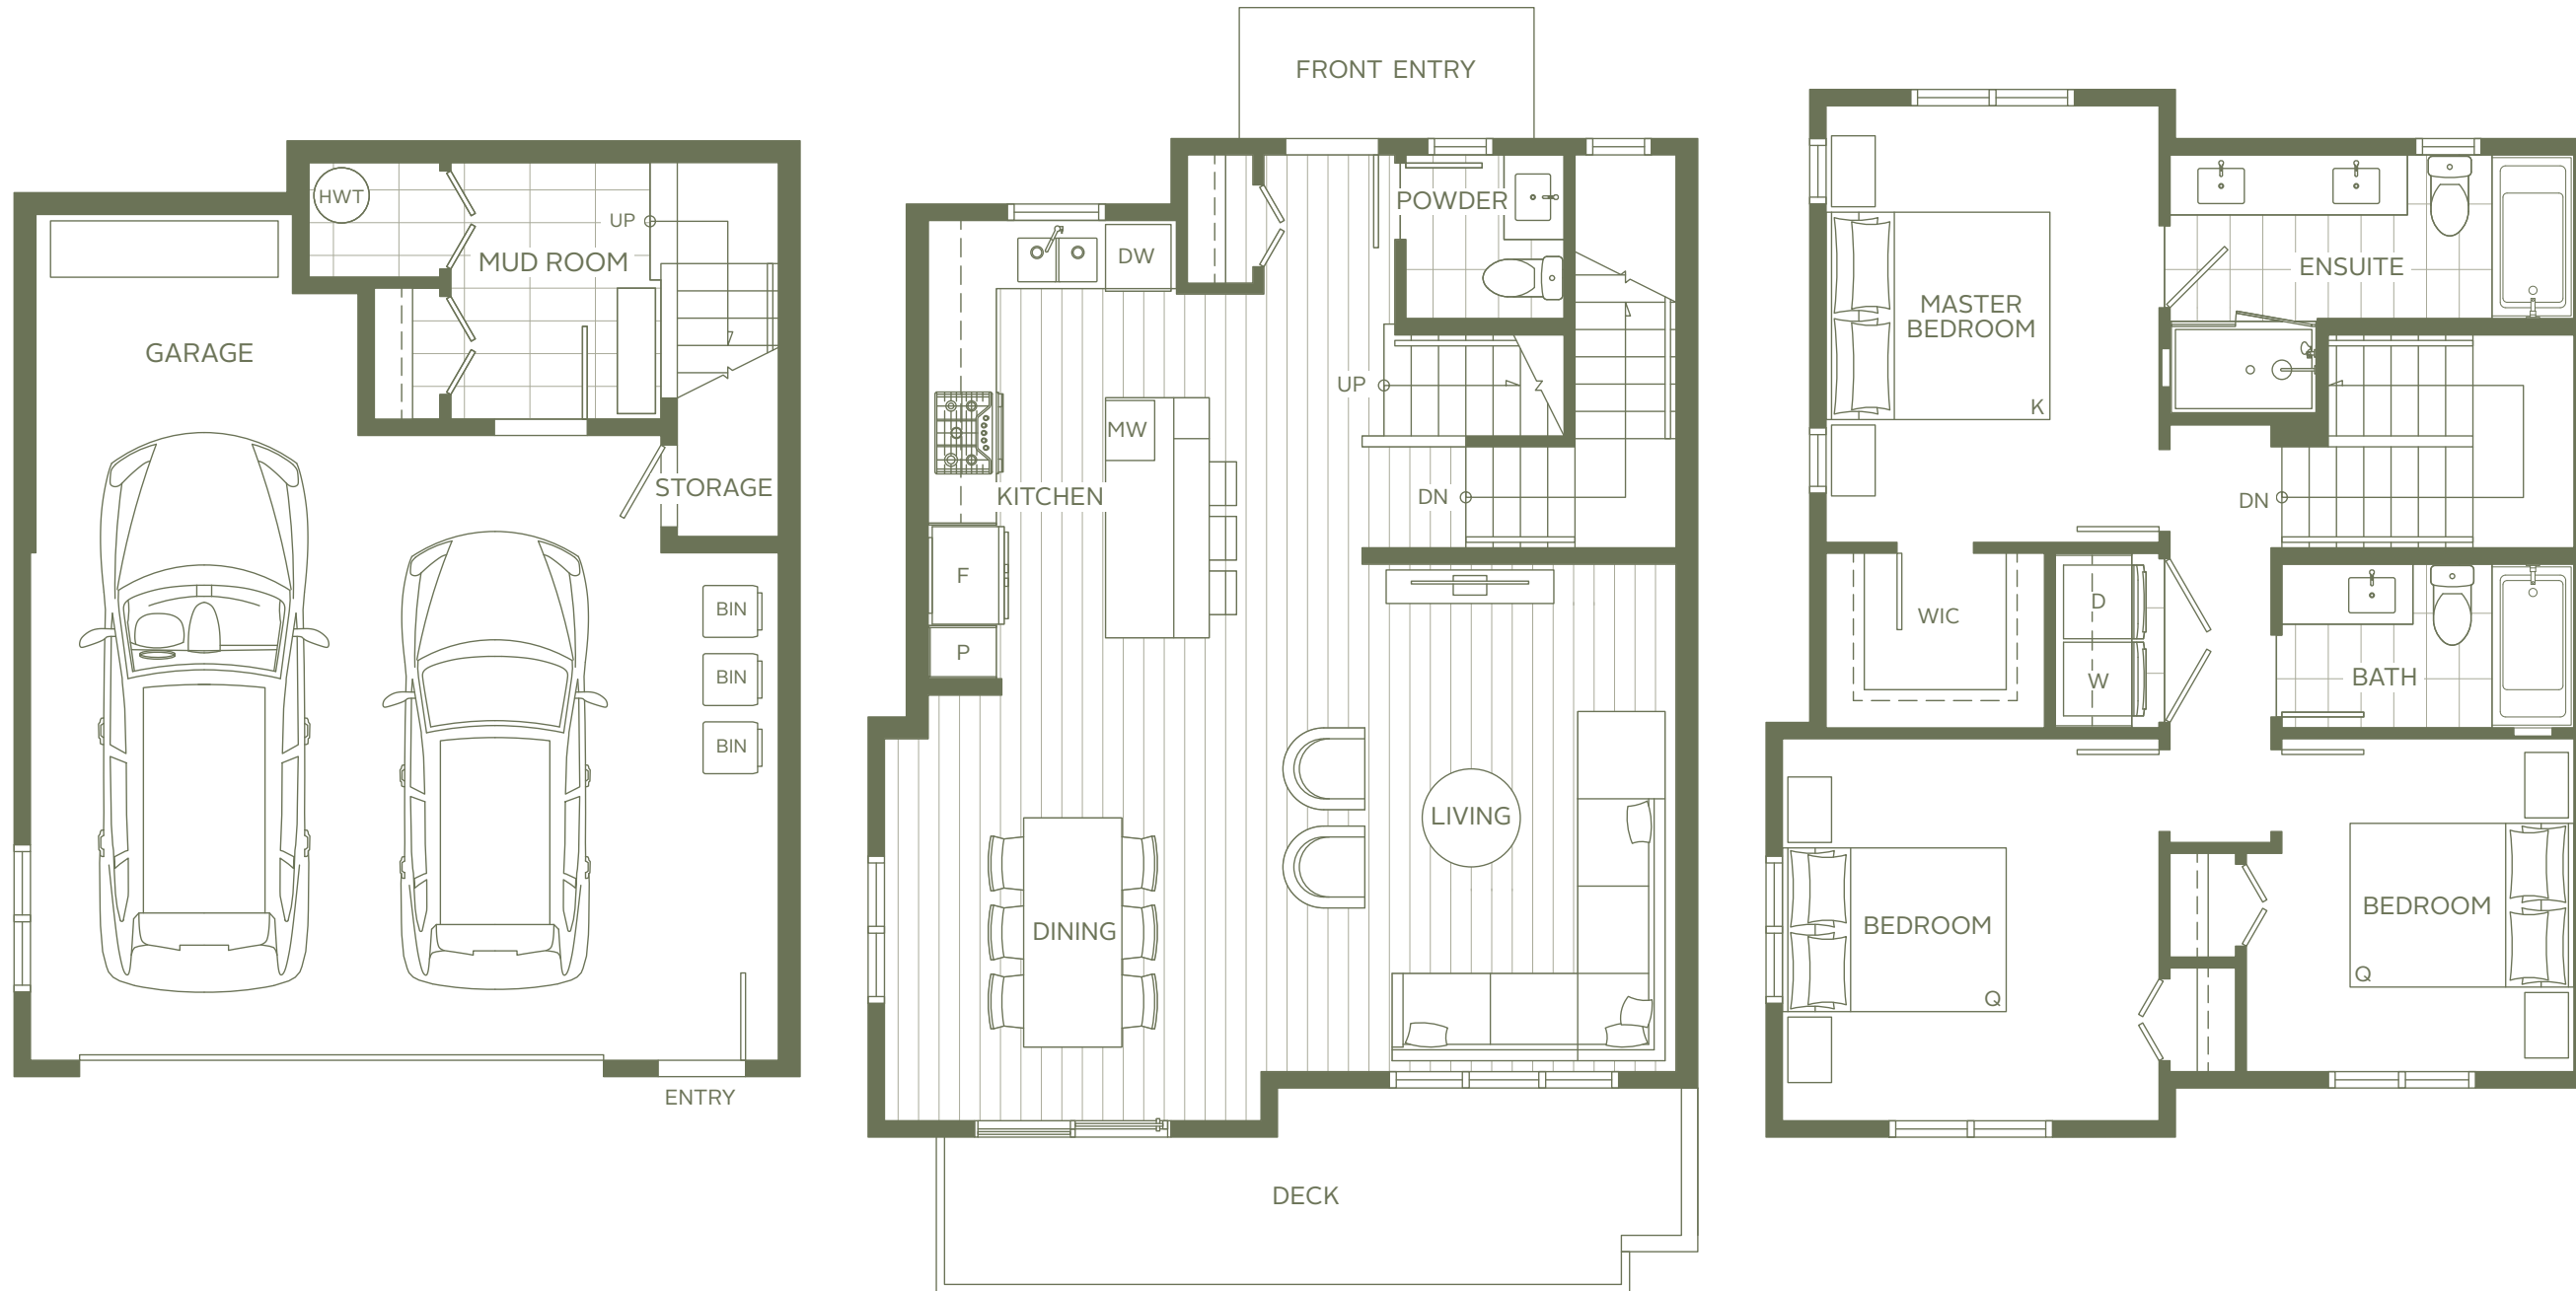 HWT
UP
MUD ROOM
GARAGE
STORAGE
BIN
BIN
BIN
ENTRY
FRONT ENTRY
POWDER
DW
UP
MW
KITCHEN
DN
F
P
LIVING
DINING
DECK
ENSUITE
MASTER
BEDROOM
K
DN
D
WIC
W
BATH
BEDROOM
Q
BEDROOM
Q